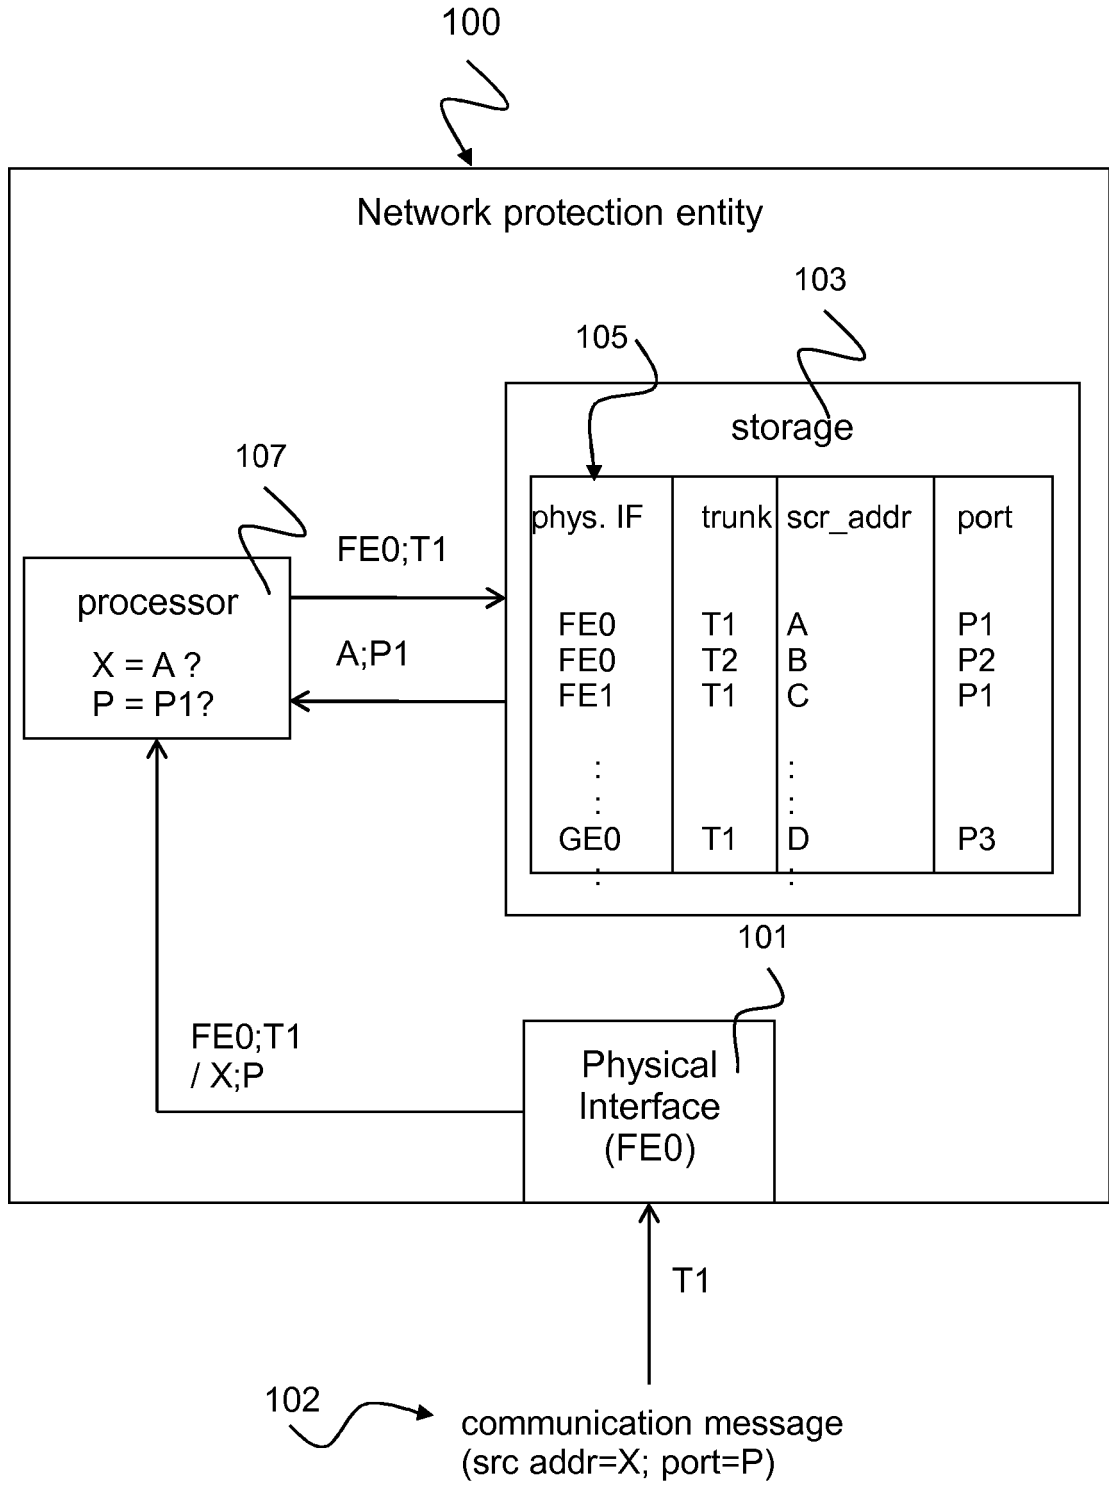 100
Network protection entity
103
105
storage
107
phys. IF trunk scr_addr port
FE0;T1
processor
FE0 T1 A P1
A;P1
X = A ?
FE0 T2 B P2
P = P1?
FE1 T1 C P1
GE0 T1 D P3
101
FE0;T1
/ X;P
Physical
Interface
(FE0)
T1
102
communication message
(src addr=X; port=P)